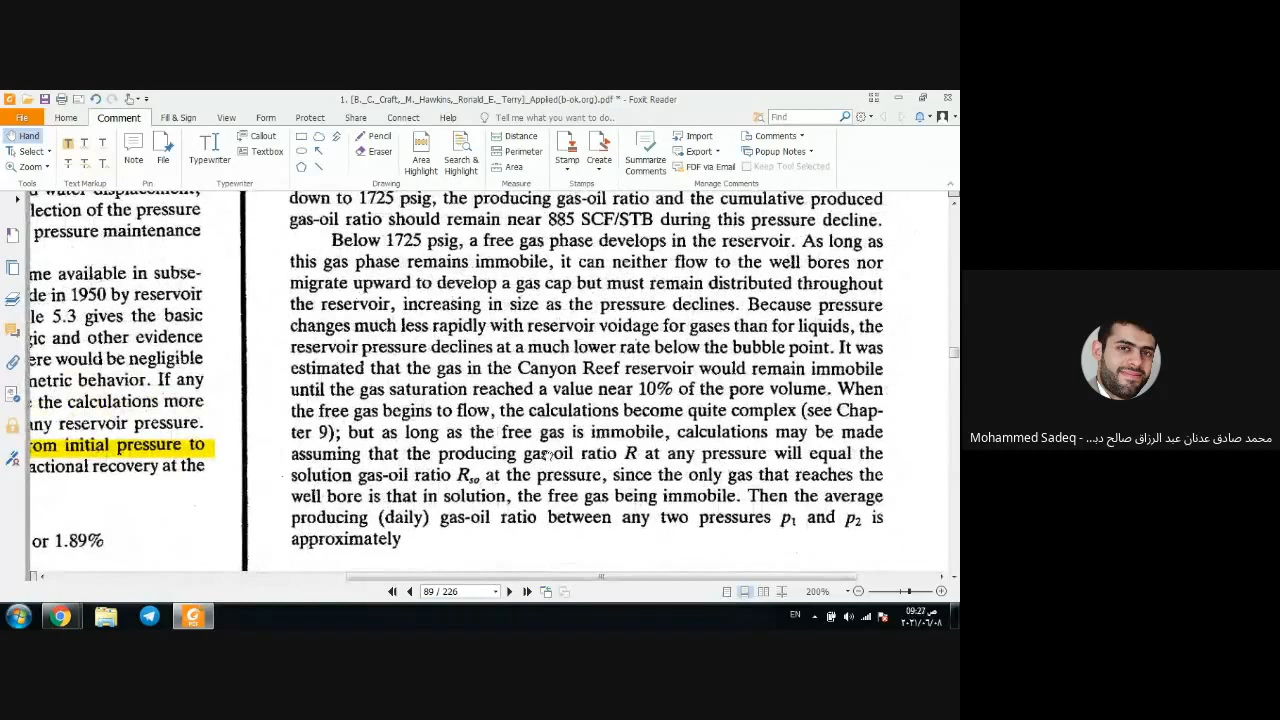 1. [B._C._Craft,_M._Hawkins,_Ronald_E._Terry]_Applied(b-ok.org).pdf * - Foxit Reader
File Home Comment Fill & Sign View Form Protect Share Connect Help Tell me what you want to do.. Find
Hand Select Zoom Tools
Text Markup
Note File Pin
Typewriter Callout Textbox Typewriter
Pencil Eraser Area Highlight Search & Highlight Drawing
Distance Perimeter Area Measure
Stamp Create Stamps
Summarize Comments Import Export FDF via Email Comments Popup Notes Keep Tool Selected Manage Comments
d water displacement,
lection of the pressure
pressure maintenance
me available in subse-
de in 1950 by reservoir
le 5.3 gives the basic
gic and other evidence
ere would be negligible
metric behavior. If any
the calculations more
any reservoir pressure.
rom initial pressure to
actional recovery at the
or 1.89%
down to 1725 psig, the producing gas-oil ratio and the cumulative produced
gas-oil ratio should remain near 885 SCF/STB during this pressure decline.
Below 1725 psig, a free gas phase develops in the reservoir. As long as
this gas phase remains immobile, it can neither flow to the well bores nor
migrate upward to develop a gas cap but must remain distributed throughout
the reservoir, increasing in size as the pressure declines. Because pressure
changes much less rapidly with reservoir voidage for gases than for liquids, the
reservoir pressure declines at a much lower rate below the bubble point. It was
estimated that the gas in the Canyon Reef reservoir would remain immobile
until the gas saturation reached a value near 10% of the pore volume. When
the free gas begins to flow, the calculations become quite complex (see Chap-
ter 9); but as long as the free gas is immobile, calculations may be made
assuming that the producing gas-oil ratio R at any pressure will equal the
solution gas-oil ratio Rso at the pressure, since the only gas that reaches the
well bore is that in solution, the free gas being immobile. Then the average
producing (daily) gas-oil ratio between any two pressures p1 and p2 is
approximately
89 / 226
200%
EN
09:27 ص
٢٠٢١/٠٦/٠٨
Mohammed Sadeq - محمد صادق عدنان عبد الرزاق صالح دب...